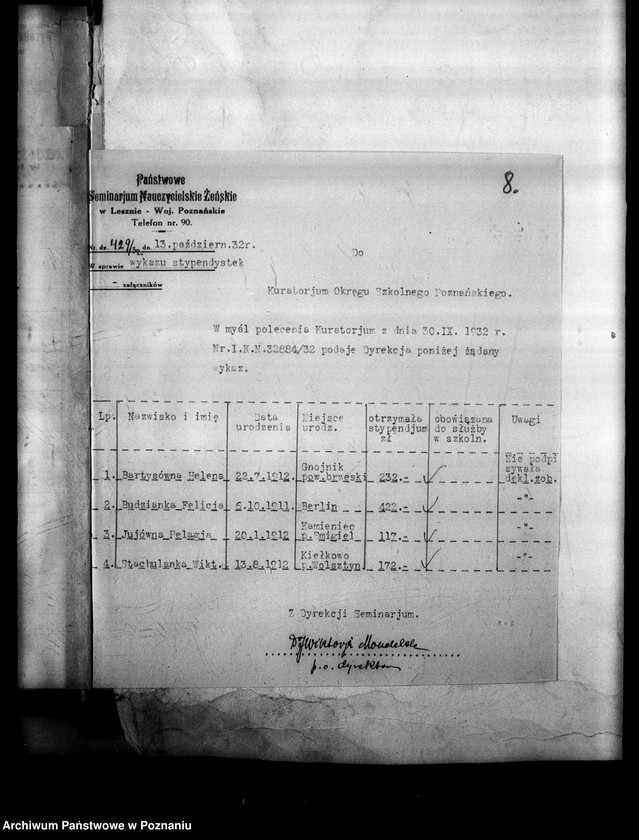 8.
Państwowe
Seminarjum Nauczycielskie Żeńskie
w Lesznie - Woj. Poznańskie
Telefon nr. 90.
Nr. dz. 429/32 dn. 13.październ.32r.
W sprawie wykazu stypendystek
- załączników
Do
Kuratorjum Okręgu Szkolnego Poznańskiego.
W myśl polecenia Kuratorjum z dnia 30.IX. 1932 r.
Nr.I.K.N.32884/32 podaje Dyrekcja poniżej żądany
wykaz.
Lp. Nazwisko i imię Data urodzenia Miejsce urodz. otrzymała stypendjum zł obowiązana do służby w szkoln. Uwagi
1. Bartysówna Helena 22.7.1912. Gnojnik pow.brzeski 232.- Nie podpisywała dekl.zob.
2. Budzianka Felicja 6.10.1911. Berlin 422.- -"-
3. Jujówna Pelagja 20.1.1912 Kamieniec p.Śmigiel 117.- -"-
4. Stachulanka Wikt. 13.8.1912 Kiełkowo p.Wolsztyn 172.- -"-
Z Dyrekcji Seminarjum.
p.o. dyrektora
Archiwum Państwowe w Poznaniu